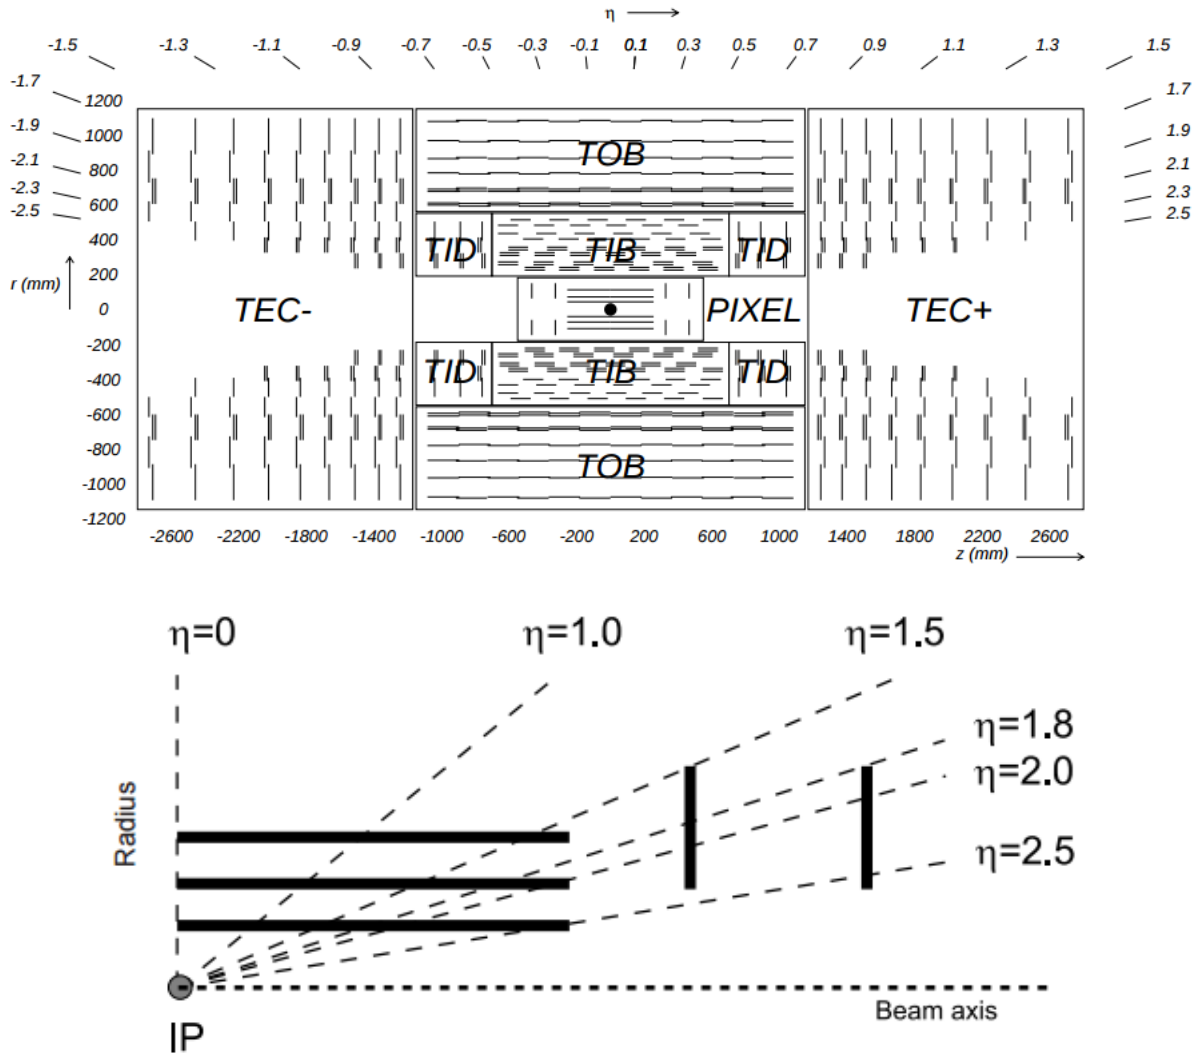 η
-1.5 -1.3 -1.1 -0.9 -0.7 -0.5 -0.3 -0.1 0.1 0.3 0.5 0.7 0.9 1.1 1.3 1.5
-1.7 1.7
-1.9 1.9
-2.1 2.1
-2.3 2.3
-2.5 2.5
1200
1000
800
600
400
200
r (mm) 0
-200
-400
-600
-800
-1000
-1200
TOB
TID TIB TID
TEC- PIXEL TEC+
TID TIB TID
TOB
-2600 -2200 -1800 -1400 -1000 -600 -200 200 600 1000 1400 1800 2200 2600
z (mm)
η=0 η=1.0 η=1.5
η=1.8
η=2.0
η=2.5
Radius
Beam axis
IP